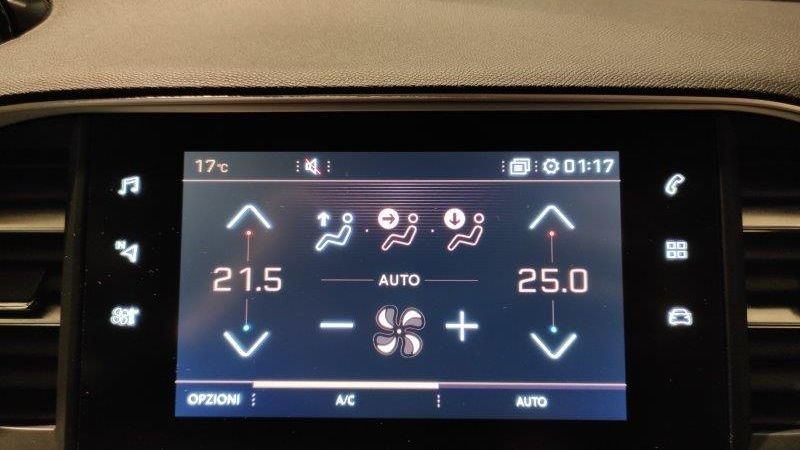 17°C 01:17
N
21.5 AUTO 25.0
OPZIONI A/C AUTO